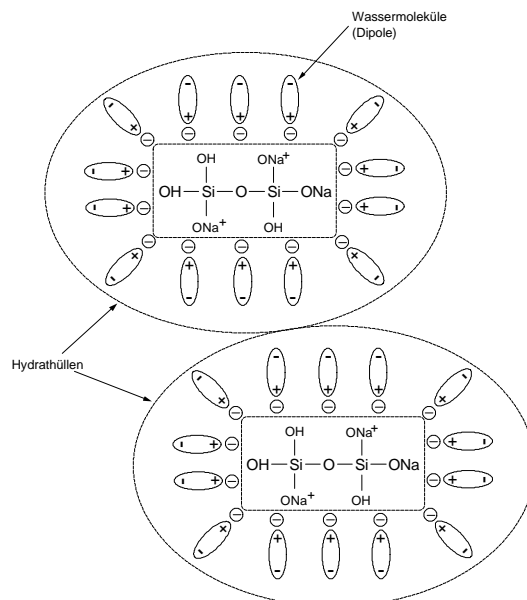 Wassermoleküle
(Dipole)
OH ONa+
OH—Si—O—Si—ONa
ONa+ OH
Hydrathüllen
OH ONa+
OH—Si—O—Si—ONa
ONa+ OH